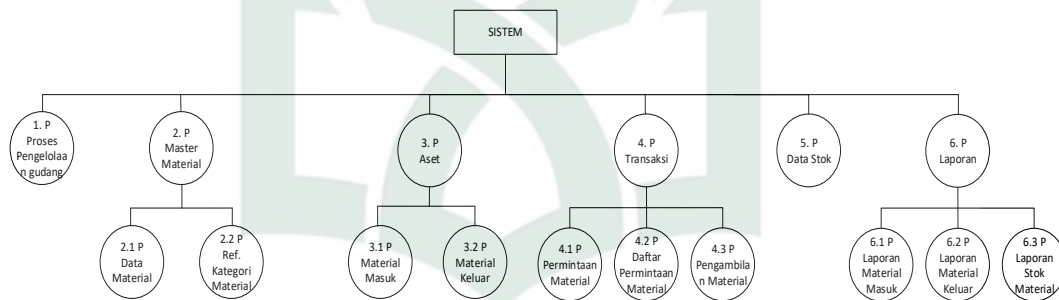 SISTEM
1. P
Proses
Pengelolaa
n gudang
2. P
Master
Material
3. P
Aset
4. P
Transaksi
5. P
Data Stok
6. P
Laporan
2.1 P
Data
Material
2.2 P
Ref.
Kategori
Material
3.1 P
Material
Masuk
3.2 P
Material
Keluar
4.1 P
Permintaan
Material
4.2 P
Daftar
Permintaan
Material
4.3 P
Pengambila
n Material
6.1 P
Laporan
Material
Masuk
6.2 P
Laporan
Material
Keluar
6.3 P
Laporan
Stok
Material